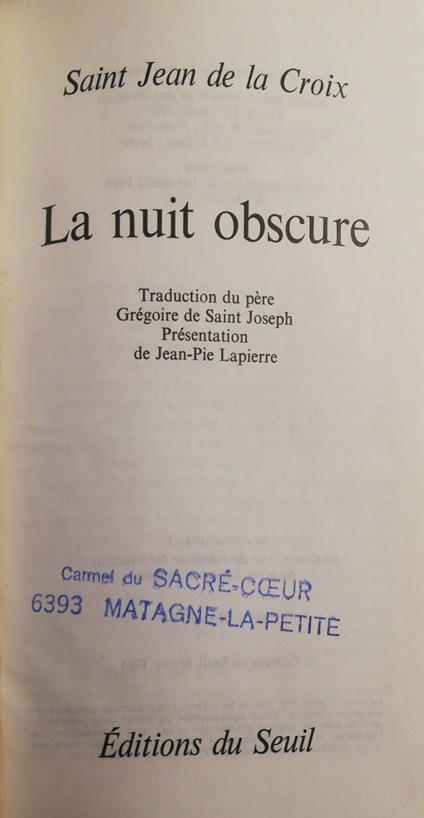 Saint Jean de la Croix
La nuit obscure
Traduction du père
Grégoire de Saint Joseph
Présentation
de Jean-Pie Lapierre
Carmel du SACRÉ-CŒUR
6393 MATAGNE-LA-PETITE
Éditions du Seuil